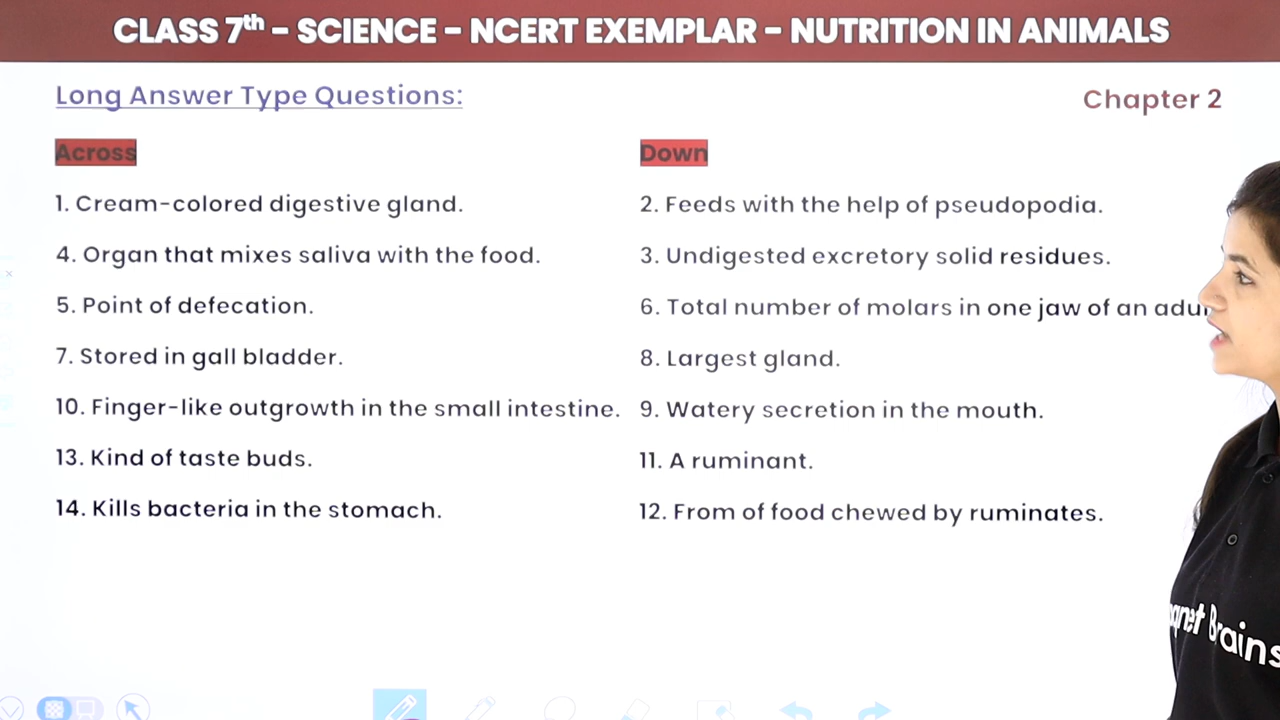 CLASS 7th – SCIENCE – NCERT EXEMPLAR – NUTRITION IN ANIMALS
Long Answer Type Questions:
Chapter 2
Across
1. Cream-colored digestive gland.
4. Organ that mixes saliva with the food.
5. Point of defecation.
7. Stored in gall bladder.
10. Finger-like outgrowth in the small intestine.
13. Kind of taste buds.
14. Kills bacteria in the stomach.
Down
2. Feeds with the help of pseudopodia.
3. Undigested excretory solid residues.
6. Total number of molars in one jaw of an
8. Largest gland.
9. Watery secretion in the mouth.
11. A ruminant.
12. From of food chewed by ruminates.
Brains